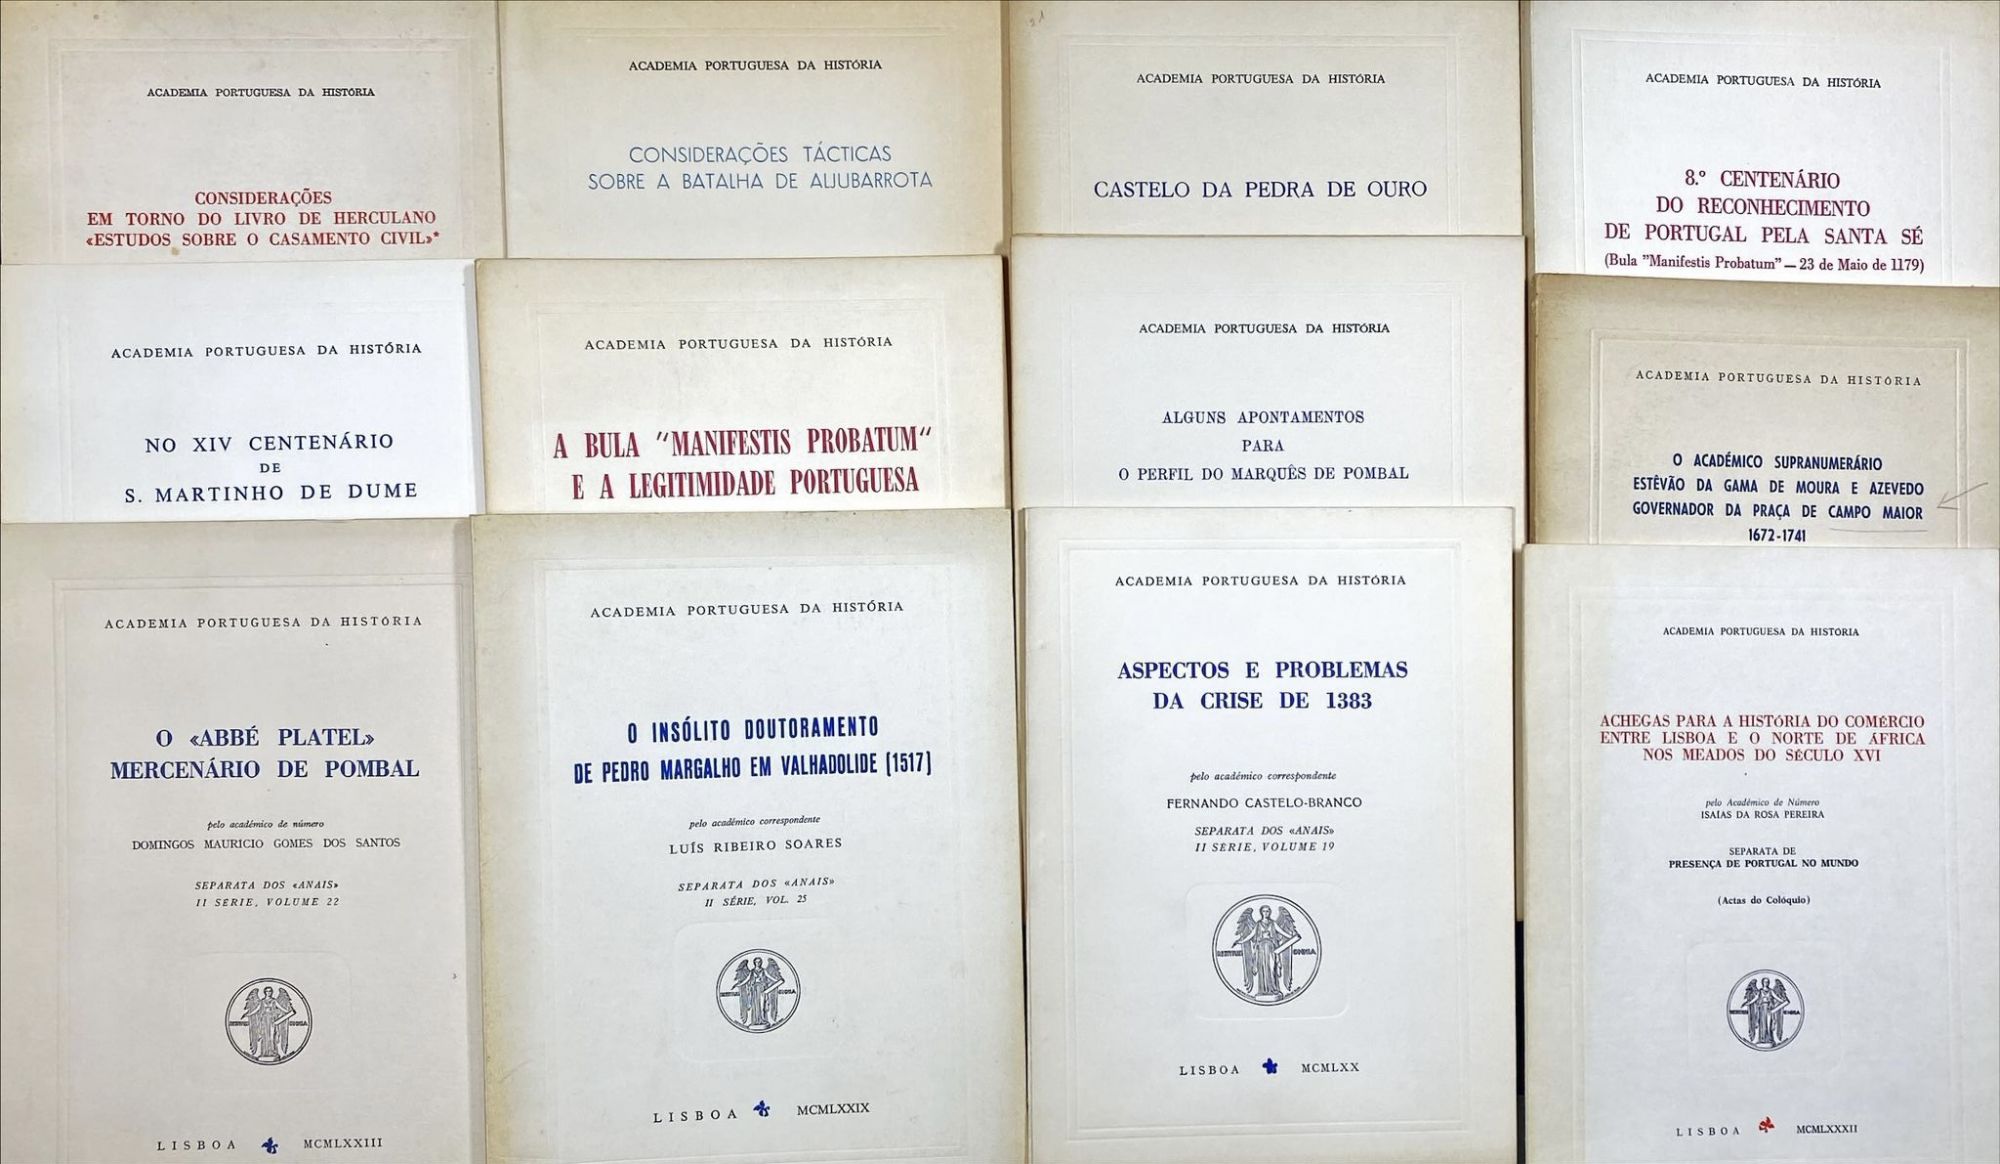 ACADEMIA PORTUGUESA DA HISTÓRIA
CONSIDERAÇÕES
EM TORNO DO LIVRO DE HERCULANO
«ESTUDOS SOBRE O CASAMENTO CIVIL»*
ACADEMIA PORTUGUESA DA HISTÓRIA
CONSIDERAÇÕES TÁCTICAS
SOBRE A BATALHA DE ALJUBARROTA
ACADEMIA PORTUGUESA DA HISTÓRIA
CASTELO DA PEDRA DE OURO
ACADEMIA PORTUGUESA DA HISTÓRIA
8.º CENTENÁRIO
DO RECONHECIMENTO
DE PORTUGAL PELA SANTA SÉ
(Bula "Manifestis Probatum" — 23 de Maio de 1179)
ACADEMIA PORTUGUESA DA HISTÓRIA
NO XIV CENTENÁRIO
DE
S. MARTINHO DE DUME
ACADEMIA PORTUGUESA DA HISTÓRIA
A BULA "MANIFESTIS PROBATUM"
E A LEGITIMIDADE PORTUGUESA
ACADEMIA PORTUGUESA DA HISTÓRIA
ALGUNS APONTAMENTOS
PARA
O PERFIL DO MARQUÊS DE POMBAL
ACADEMIA PORTUGUESA DA HISTÓRIA
O ACADÉMICO SUPRANUMERÁRIO
ESTÊVÃO DA GAMA DE MOURA E AZEVEDO
GOVERNADOR DA PRAÇA DE CAMPO MAIOR
1672-1741
ACADEMIA PORTUGUESA DA HISTÓRIA
O «ABBÉ PLATEL»
MERCENÁRIO DE POMBAL
pelo académico de número
DOMINGOS MAURICIO GOMES DOS SANTOS
SEPARATA DOS «ANAIS»
II SÉRIE, VOLUME 22
LISBOA MCMLXXIII
ACADEMIA PORTUGUESA DA HISTÓRIA
O INSÓLITO DOUTORAMENTO
DE PEDRO MARGALHO EM VALHADOLIDE (1517)
pelo académico correspondente
LUÍS RIBEIRO SOARES
SEPARATA DOS «ANAIS»
II SÉRIE, VOL. 25
LISBOA MCMLXXIX
ACADEMIA PORTUGUESA DA HISTÓRIA
ASPECTOS E PROBLEMAS
DA CRISE DE 1383
pelo académico correspondente
FERNANDO CASTELO-BRANCO
SEPARATA DOS «ANAIS»
II SÉRIE, VOLUME 19
LISBOA MCMLXX
ACADEMIA PORTUGUESA DA HISTÓRIA
ACHEGAS PARA A HISTÓRIA DO COMÉRCIO
ENTRE LISBOA E O NORTE DE ÁFRICA
NOS MEADOS DO SÉCULO XVI
pelo Académico de Número
ISAÍAS DA ROSA PEREIRA
SEPARATA DE
PRESENÇA DE PORTUGAL NO MUNDO
(Actas do Colóquio)
LISBOA MCMLXXXII